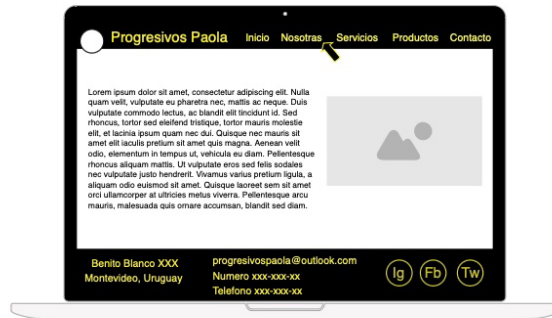 Progresivos Paola
Inicio Nosotras Servicios Productos Contacto
Lorem ipsum dolor sit amet, consectetur adipiscing elit. Nulla
quam velit, vulputate eu pharetra nec, mattis ac neque. Duis
vulputate commodo lectus, ac blandit elit tincidunt id. Sed
rhoncus, tortor sed eleifend tristique, tortor mauris molestie
elit, et lacinia ipsum quam nec dui. Quisque nec mauris sit
amet elit iaculis pretium sit amet quis magna. Aenean velit
odio, elementum in tempus ut, vehicula eu diam. Pellentesque
rhoncus aliquam mattis. Ut vulputate eros sed felis sodales
nec vulputate justo hendrerit. Vivamus varius pretium ligula, a
aliquam odio euismod sit amet. Quisque laoreet sem sit amet
orci ullamcorper at ultricies metus viverra. Pellentesque arcu
mauris, malesuada quis ornare accumsan, blandit sed diam.
Benito Blanco XXX
Montevideo, Uruguay
progresivospaola@outlook.com
Numero xxx-xxx-xx
Telefono xxx-xxx-xx
Ig Fb Tw